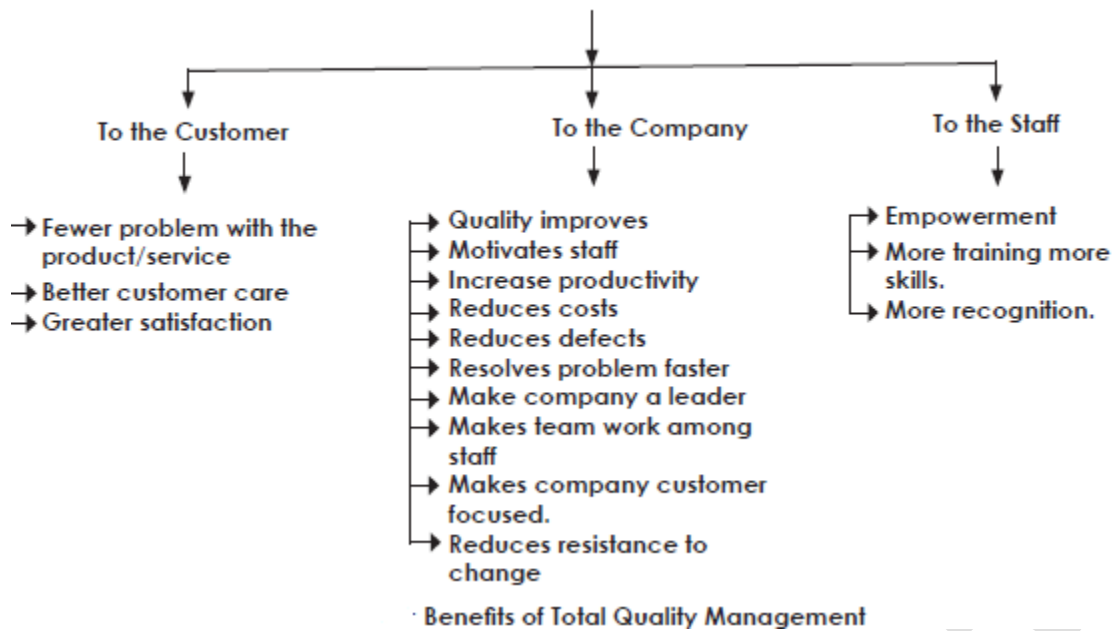 To the Customer
To the Company
To the Staff
Fewer problem with the
product/service
Better customer care
Greater satisfaction
Quality improves
Motivates staff
Increase productivity
Reduces costs
Reduces defects
Resolves problem faster
Make company a leader
Makes team work among
staff
Makes company customer
focused.
Reduces resistance to
change
Empowerment
More training more
skills.
More recognition.
· Benefits of Total Quality Management